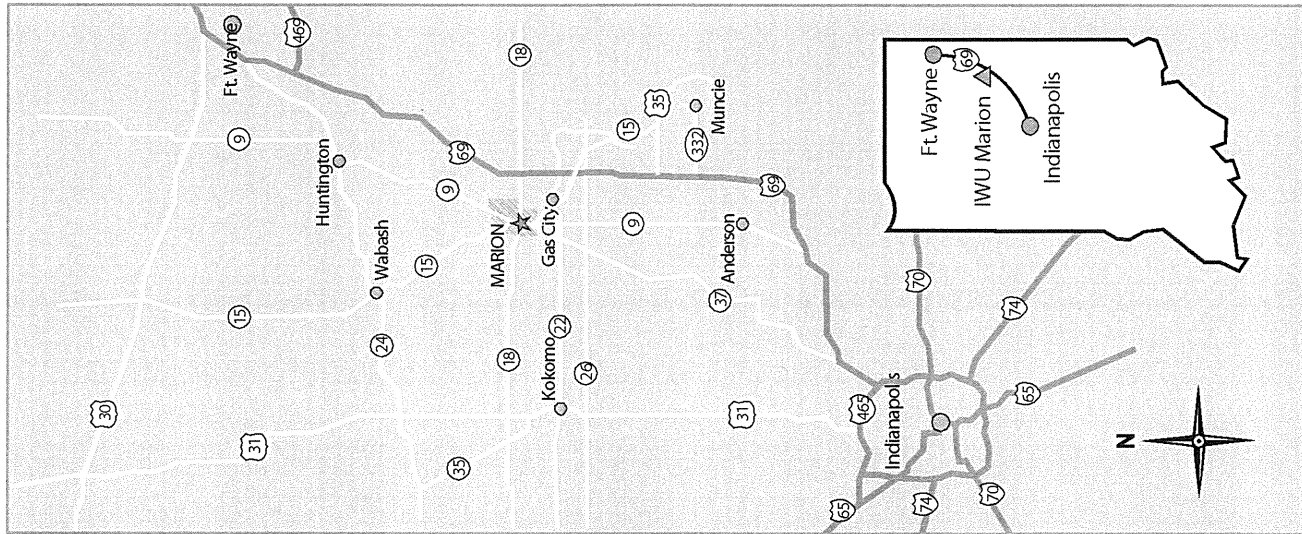 Ft. Wayne
469
18
9
30
15
31
Huntington
9
69
Wabash
24
15
35
MARION
Gas City
15
35
Muncie
332
18
Kokomo
22
26
9
69
Anderson
37
31
465
Indianapolis
70
74
65
65
74
70
N
Ft. Wayne
69
IWU Marion
Indianapolis